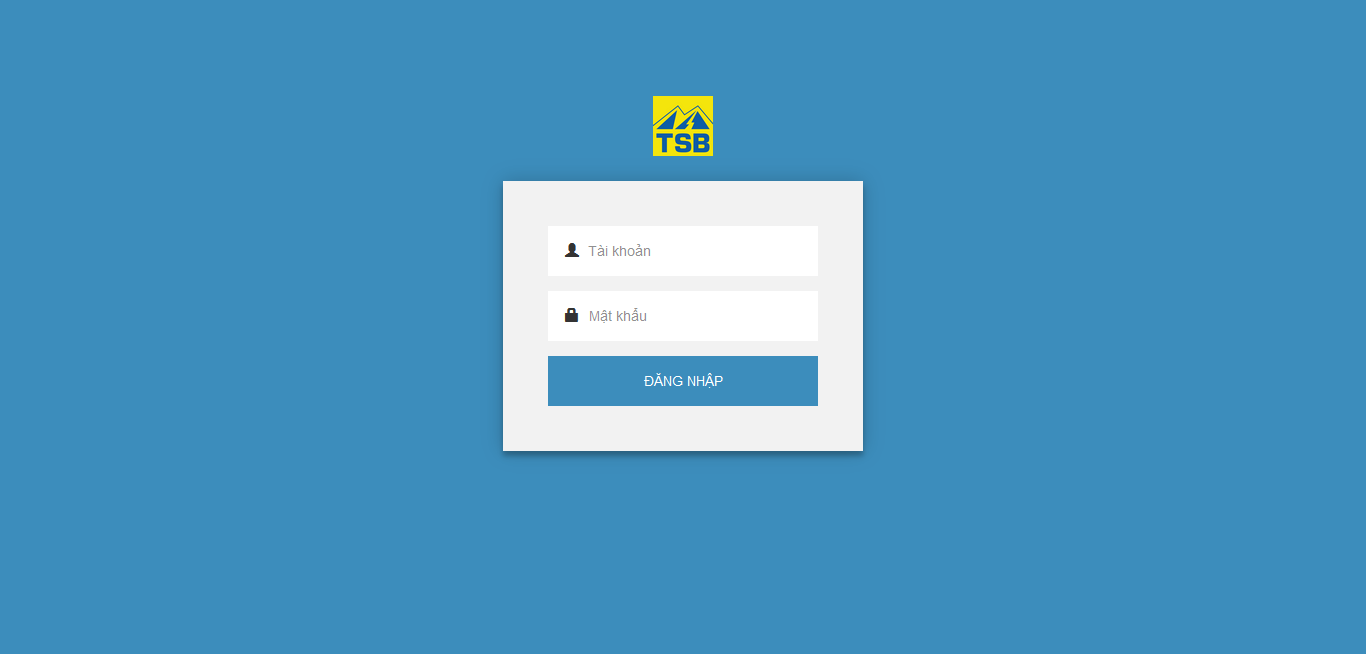 TSB
Tài khoản
Mật khẩu
ĐĂNG NHẬP